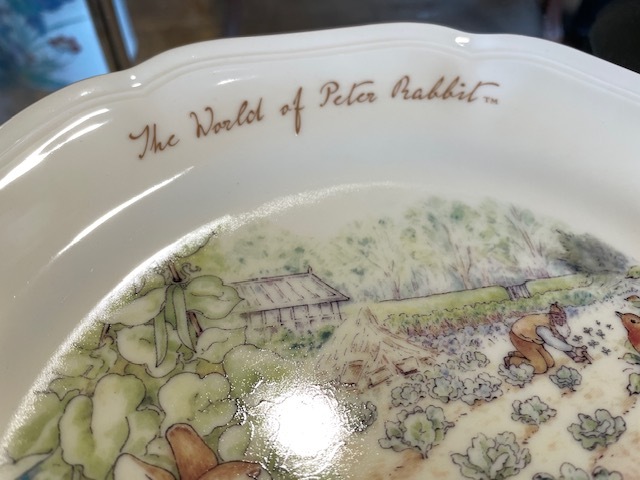 The World of Peter Rabbit™